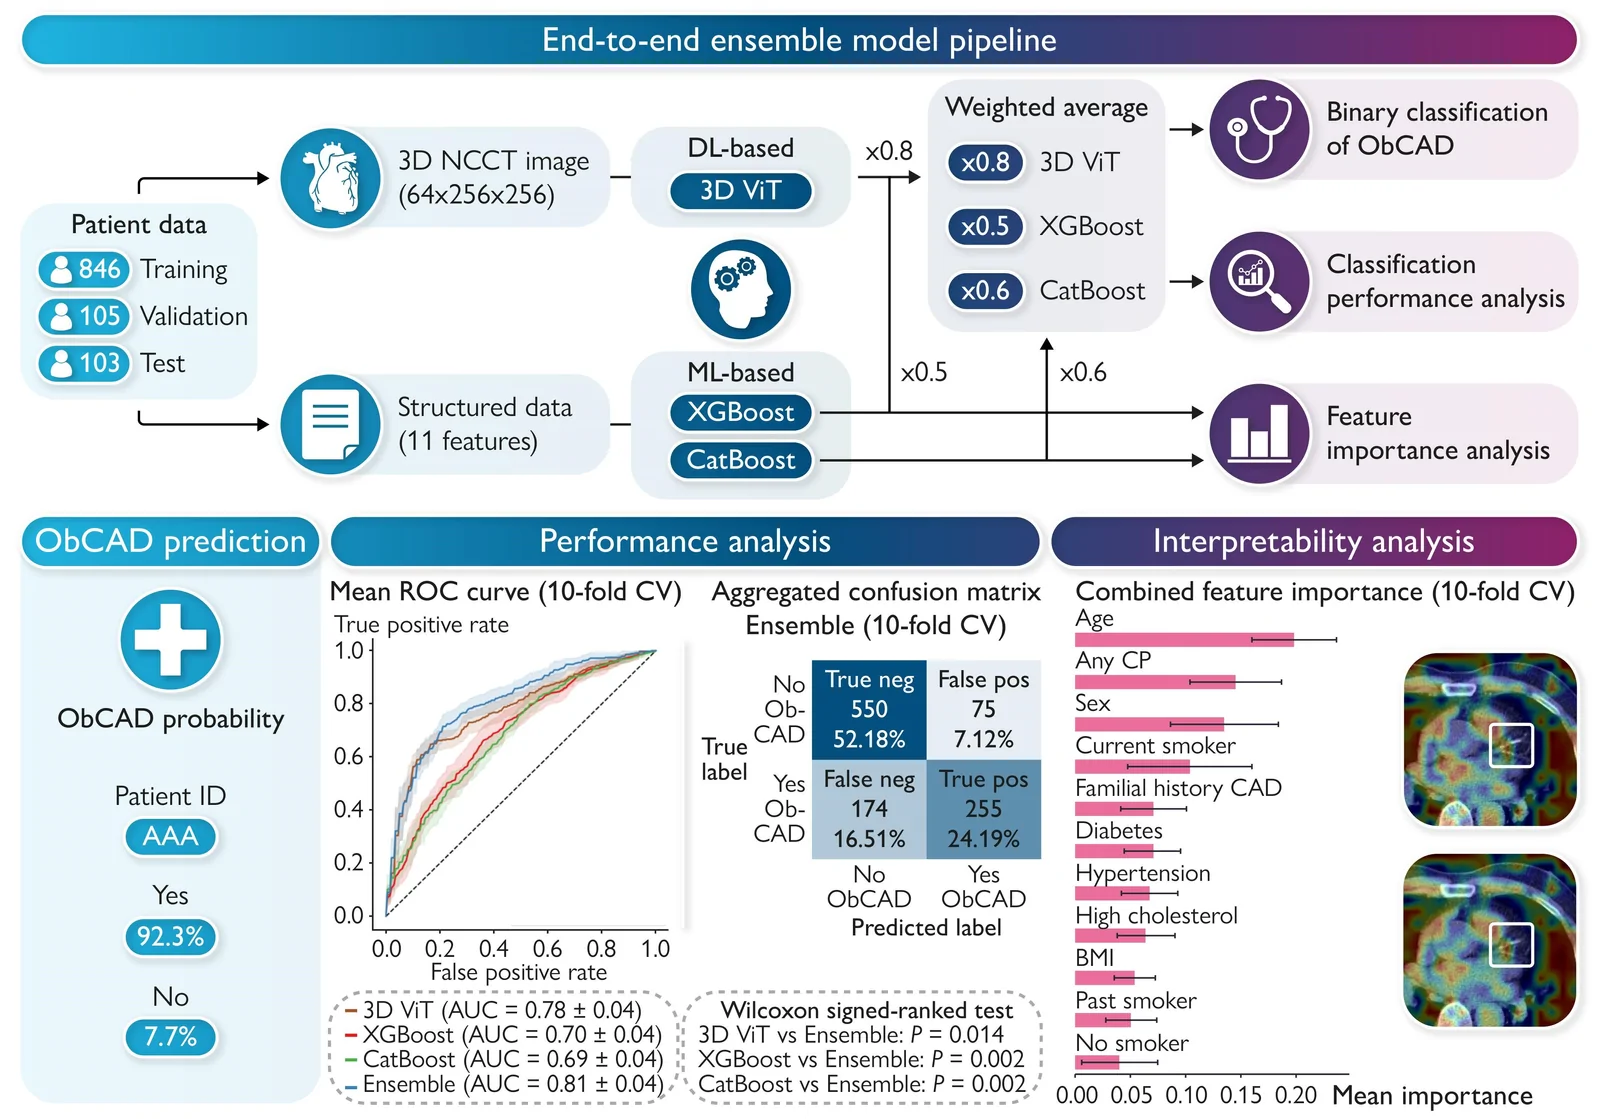 End-to-end ensemble model pipeline
Patient data
846 Training
105 Validation
103 Test
3D NCCT image
(64x256x256)
Structured data
(11 features)
DL-based
3D ViT
ML-based
XGBoost
CatBoost
x0.8
x0.5
x0.6
Weighted average
x0.8 3D ViT
x0.5 XGBoost
x0.6 CatBoost
Binary classification
of ObCAD
Classification
performance analysis
Feature
importance analysis
ObCAD prediction
ObCAD probability
Patient ID
AAA
Yes
92.3%
No
7.7%
Performance analysis
Mean ROC curve (10-fold CV)
True positive rate
1.0
0.8
0.6
0.4
0.2
0.0
0.0 0.2 0.4 0.6 0.8 1.0
False positive rate
3D ViT (AUC = 0.78 ± 0.04)
XGBoost (AUC = 0.70 ± 0.04)
CatBoost (AUC = 0.69 ± 0.04)
Ensemble (AUC = 0.81 ± 0.04)
Aggregated confusion matrix
Ensemble (10-fold CV)
True label
No Ob-CAD
True neg
550
52.18%
False pos
75
7.12%
Yes Ob-CAD
False neg
174
16.51%
True pos
255
24.19%
No ObCAD
Yes ObCAD
Predicted label
Wilcoxon signed-ranked test
3D ViT vs Ensemble: P = 0.014
XGBoost vs Ensemble: P = 0.002
CatBoost vs Ensemble: P = 0.002
Interpretability analysis
Combined feature importance (10-fold CV)
Age
Any CP
Sex
Current smoker
Familial history CAD
Diabetes
Hypertension
High cholesterol
BMI
Past smoker
No smoker
0.00 0.05 0.10 0.15 0.20
Mean importance